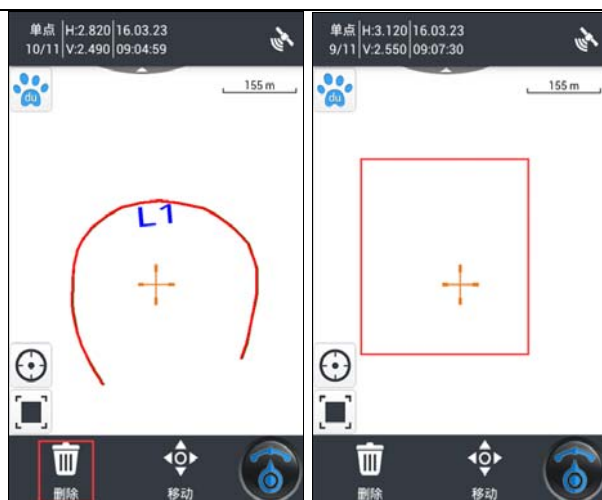 单点 H:2.820 16.03.23
10/11 V:2.490 09:04:59
du
155 m
L1
删除
移动
单点 H:3.120 16.03.23
9/11 V:2.550 09:07:30
du
155 m
删除
移动